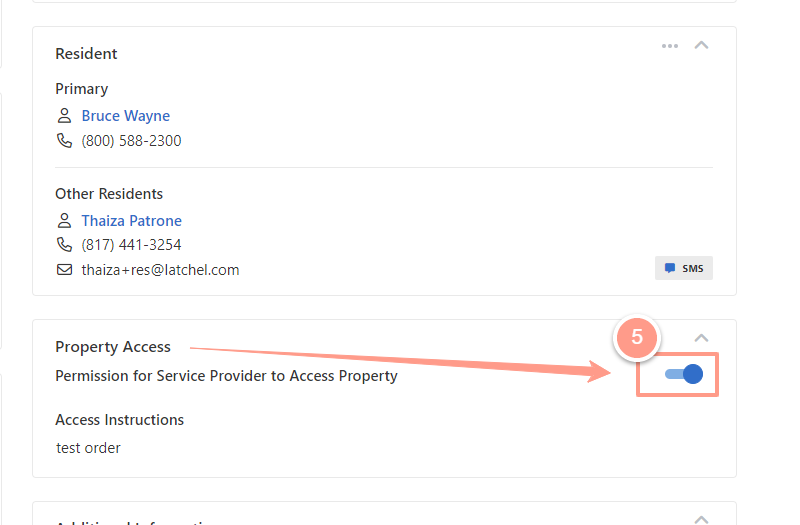 Resident
Primary
Bruce Wayne
(800) 588-2300
Other Residents
Thaiza Patrone
(817) 441-3254
thaiza+res@latchel.com
SMS
5
Property Access
Permission for Service Provider to Access Property
Access Instructions
test order